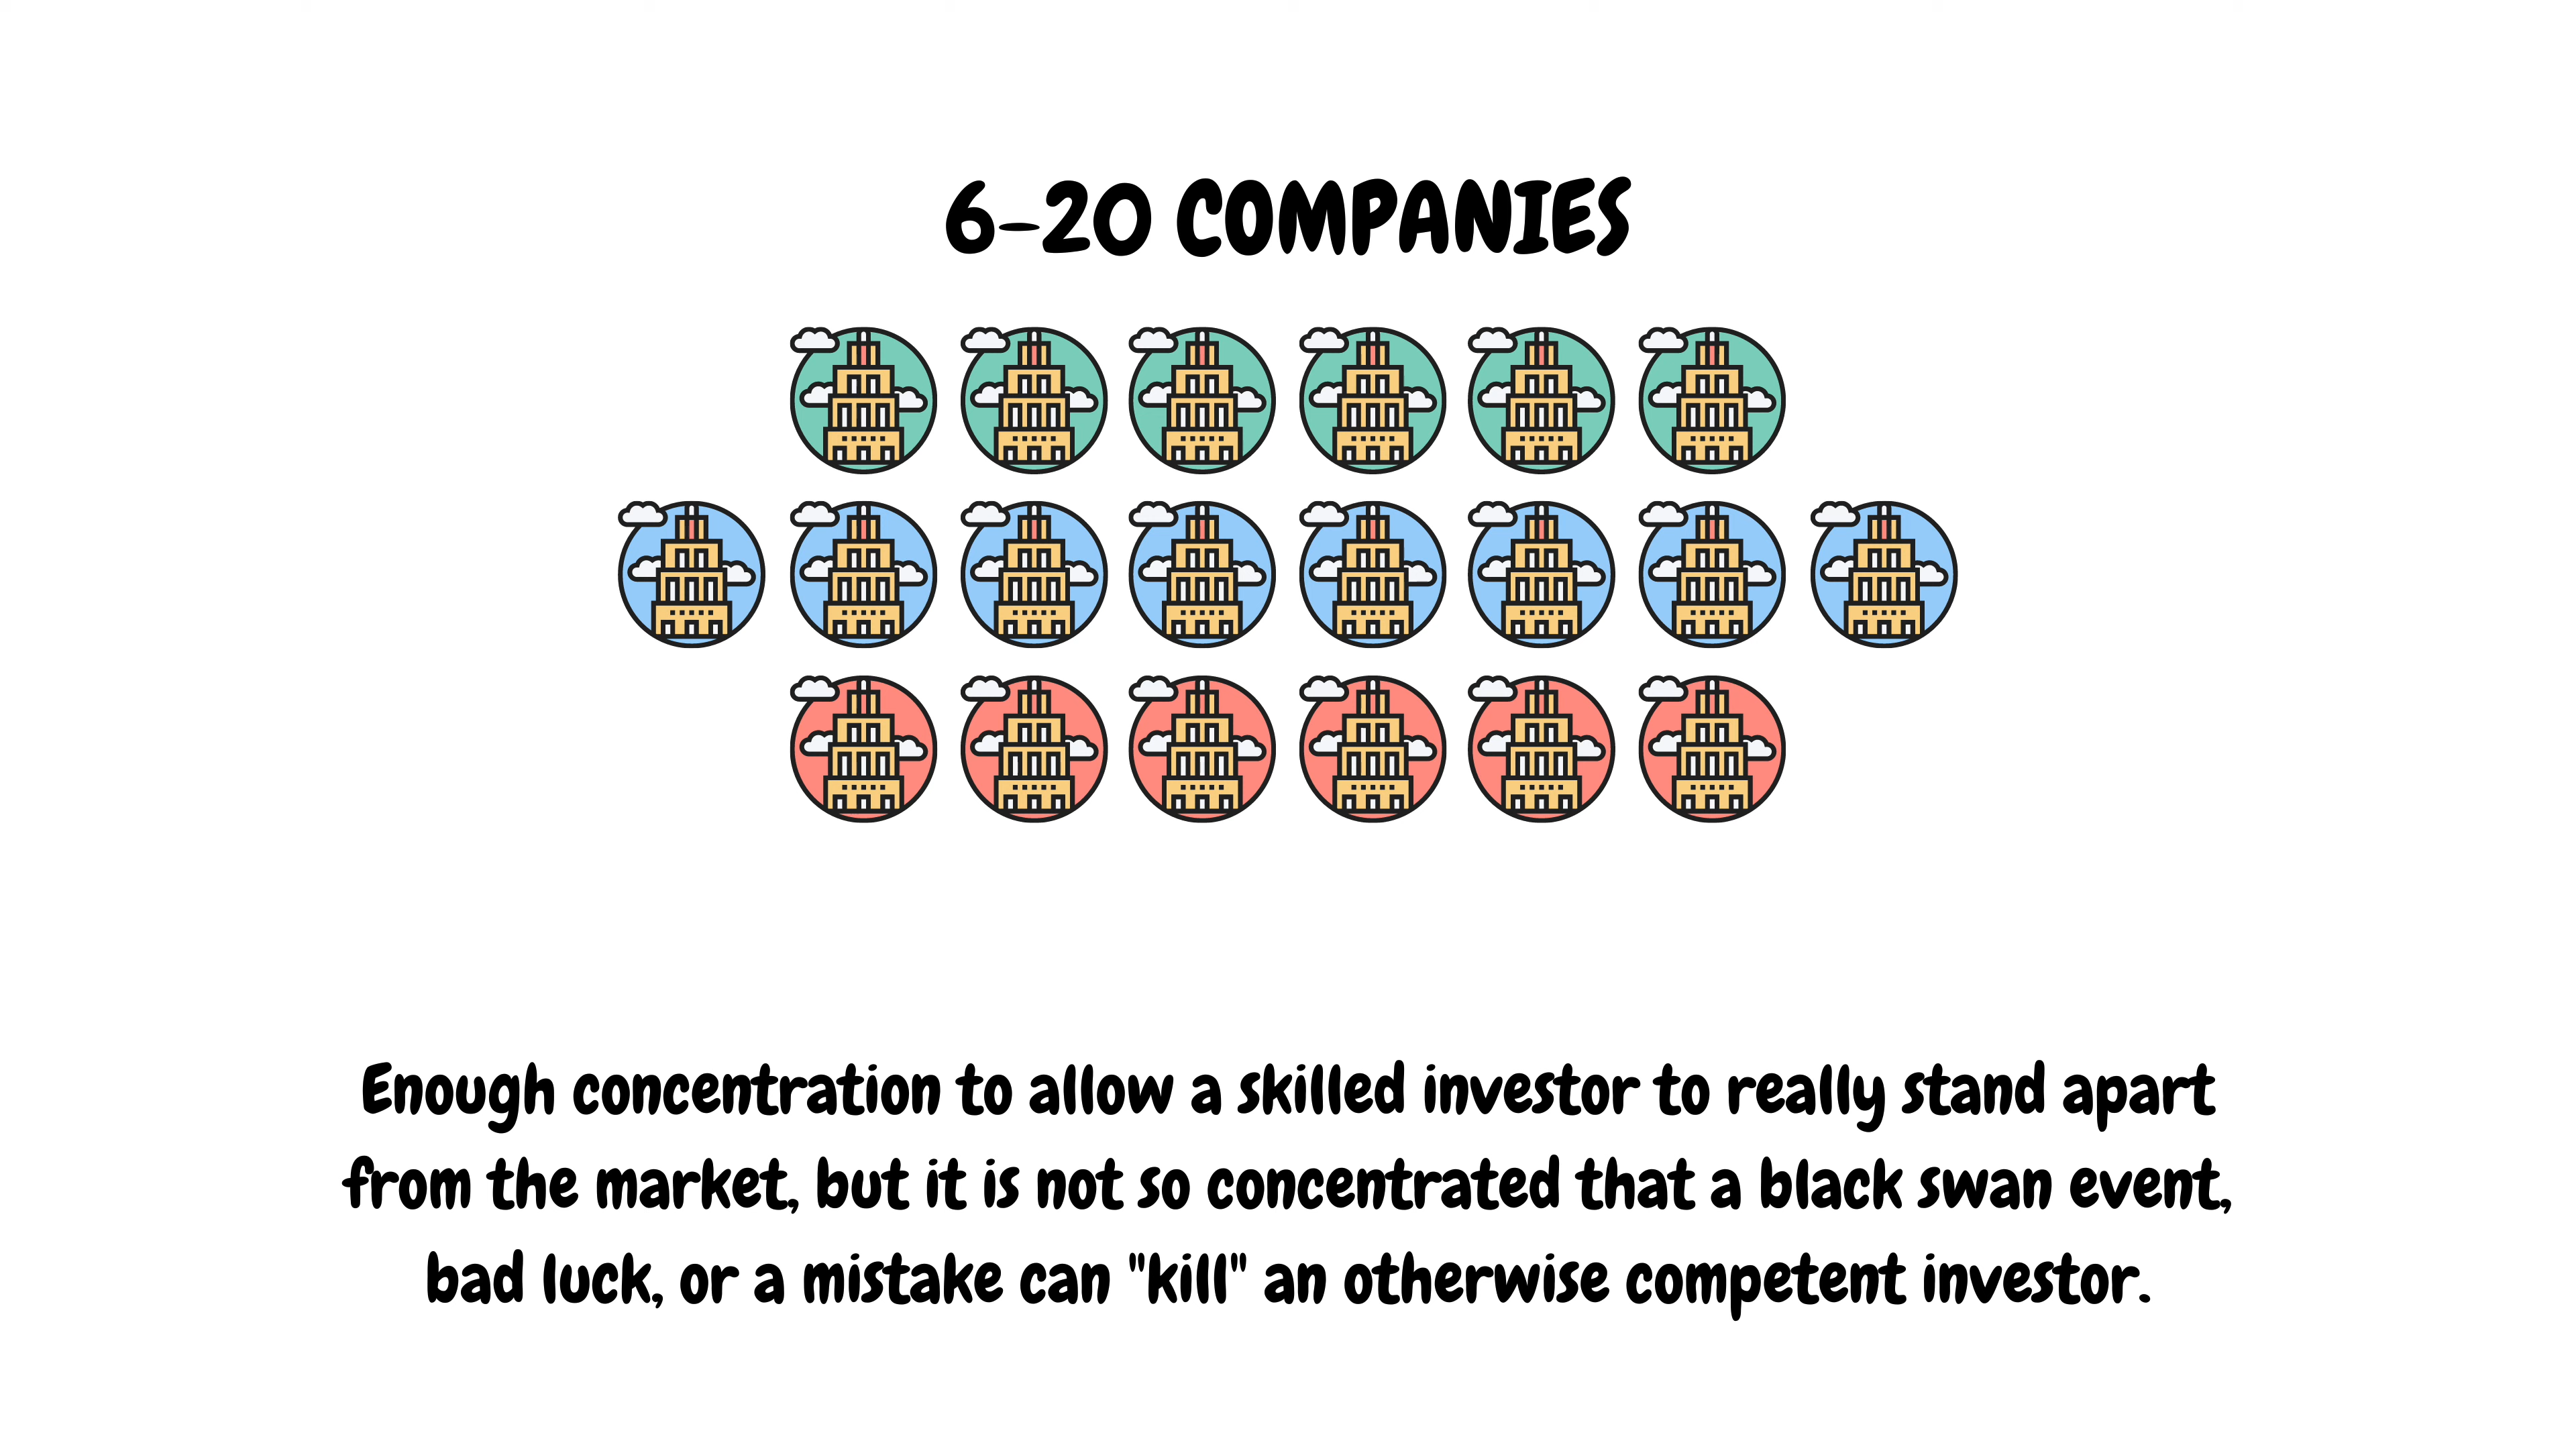 6-20 COMPANIES
Enough concentration to allow a skilled investor to really stand apart
from the market, but it is not so concentrated that a black swan event,
bad luck, or a mistake can "kill" an otherwise competent investor.